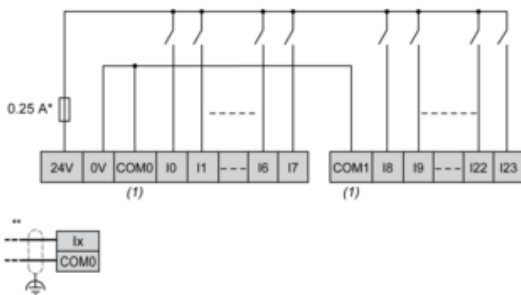 0.25 A*
24V 0V COM0 I0 I1 I6 I7 COM1 I8 I9 I22 I23
(1) (1)
**
Ix
COM0